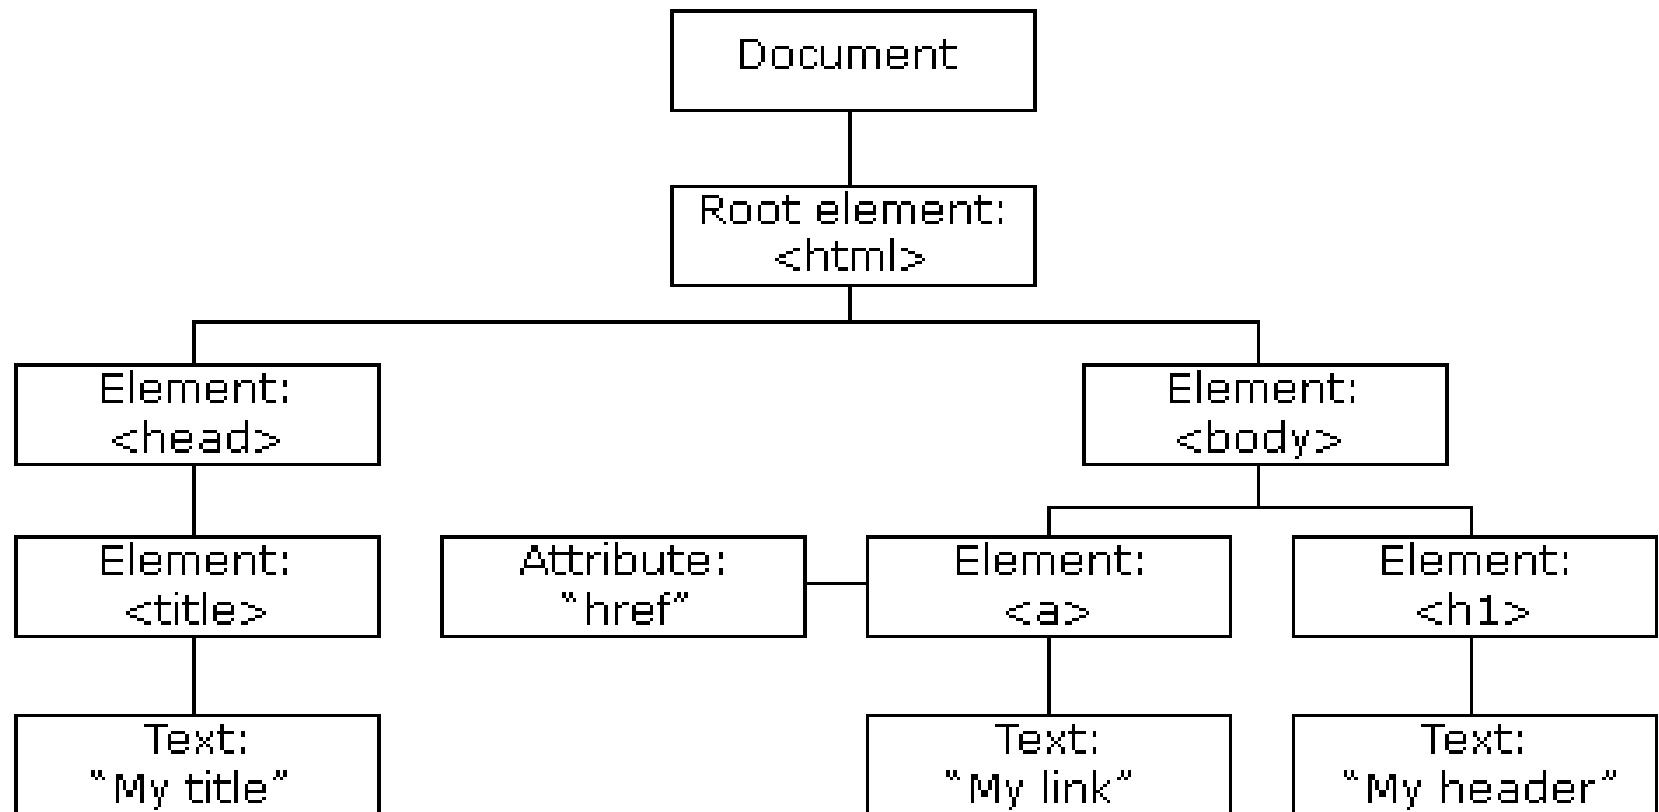 Document
Root element:
<html>
Element:
<head>
Element:
<body>
Element:
<title>
Attribute:
“href”
Element:
<a>
Element:
<h1>
Text:
“My title”
Text:
“My link”
Text:
“My header”